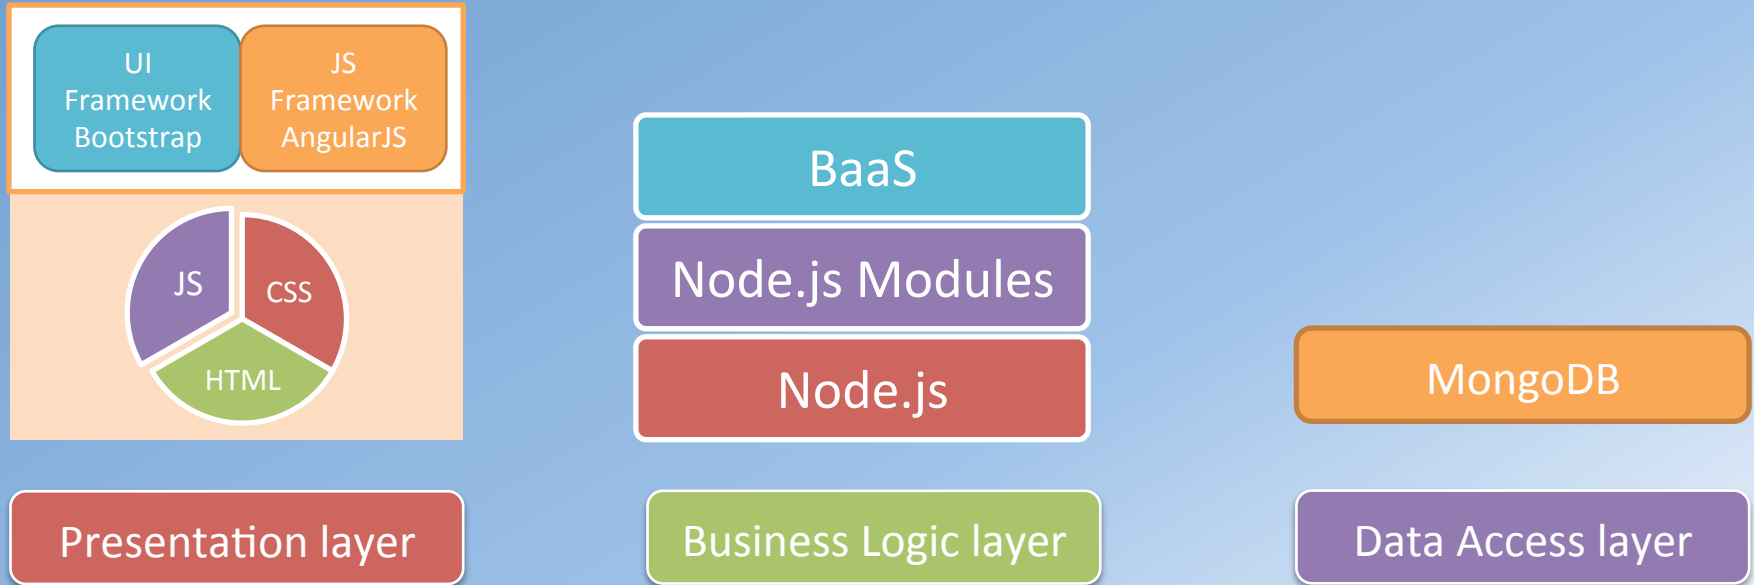 UI
Framework
Bootstrap
JS
Framework
AngularJS
JS
CSS
HTML
BaaS
Node.js Modules
Node.js
MongoDB
Presentation layer
Business Logic layer
Data Access layer